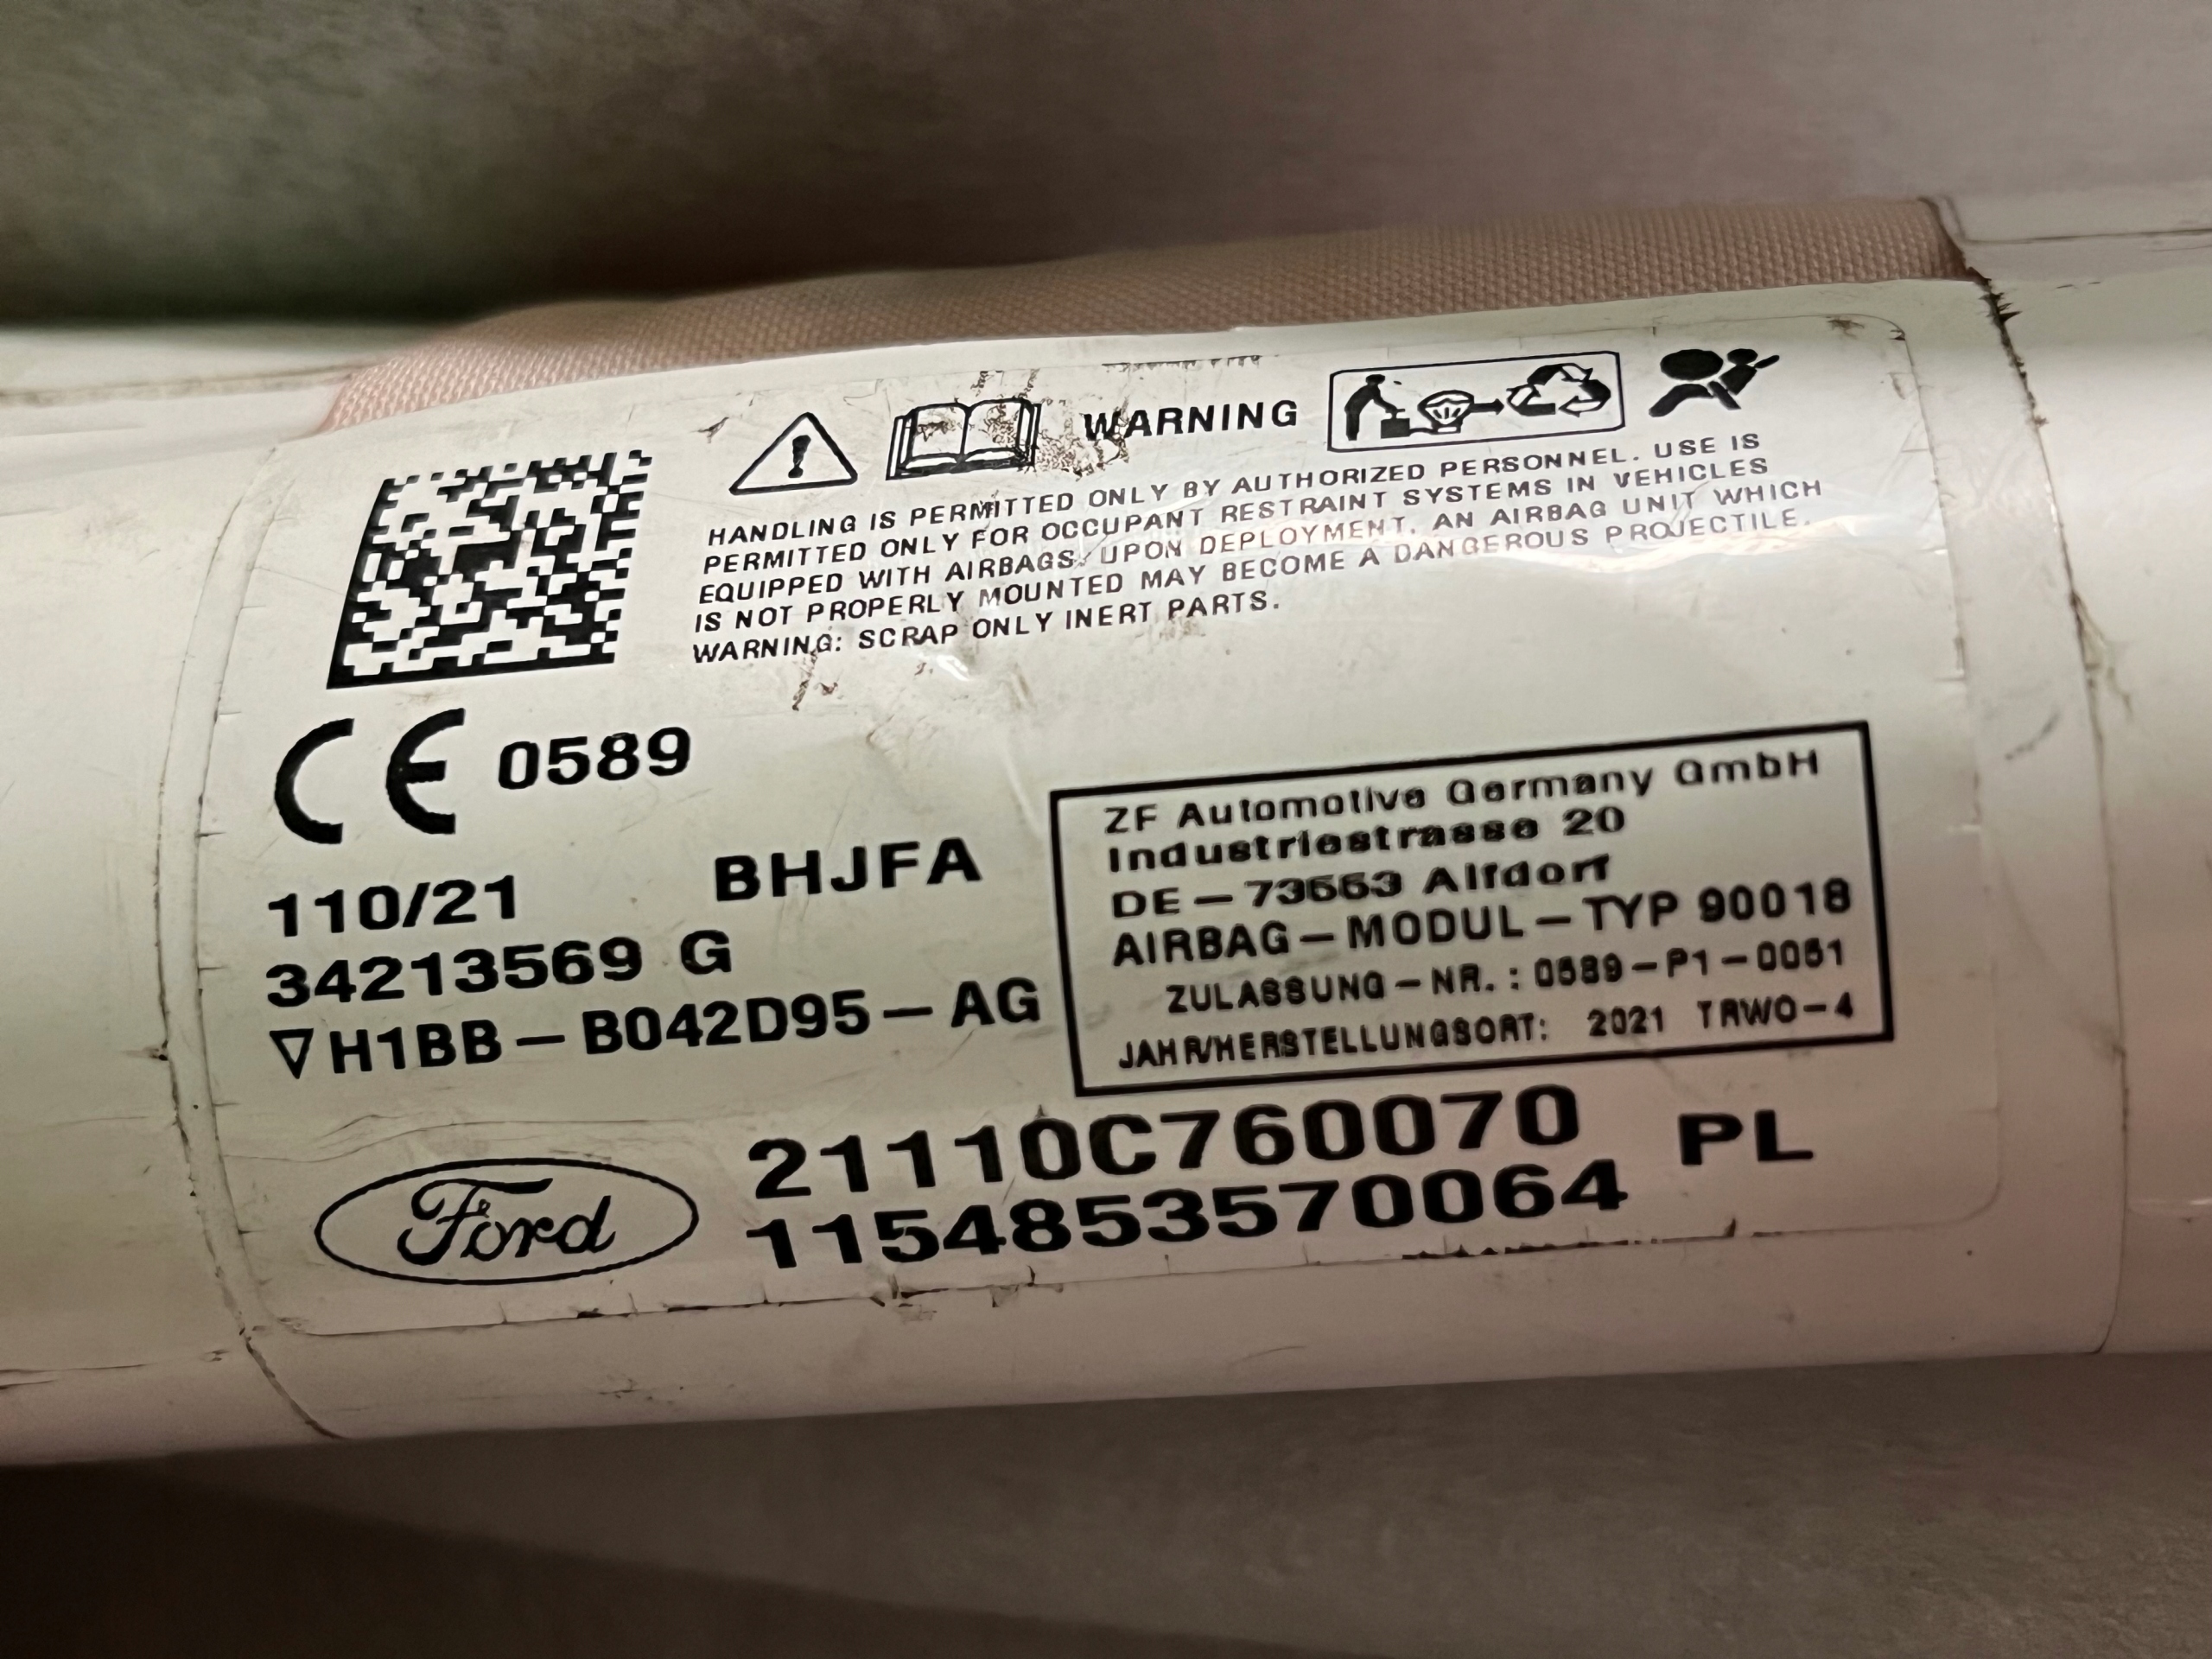 WARNING
HANDLING IS PERMITTED ONLY BY AUTHORIZED PERSONNEL. USE IS
PERMITTED ONLY FOR OCCUPANT RESTRAINT SYSTEMS IN VEHICLES
EQUIPPED WITH AIRBAGS. UPON DEPLOYMENT, AN AIRBAG UNIT WHICH
IS NOT PROPERLY MOUNTED MAY BECOME A DANGEROUS PROJECTILE.
WARNING: SCRAP ONLY INERT PARTS.
CE 0589
110/21 BHJFA
34213569 G
▽H1BB-B042D95-AG
ZF Automotive Germany GmbH
Industriestrasse 20
DE-73553 Alfdorf
AIRBAG-MODUL-TYP 90018
ZULASSUNG-NR.: 0589-P1-0051
JAHR/HERSTELLUNGSORT: 2021 TRWO-4
Ford
21110C760070 PL
1154853570064